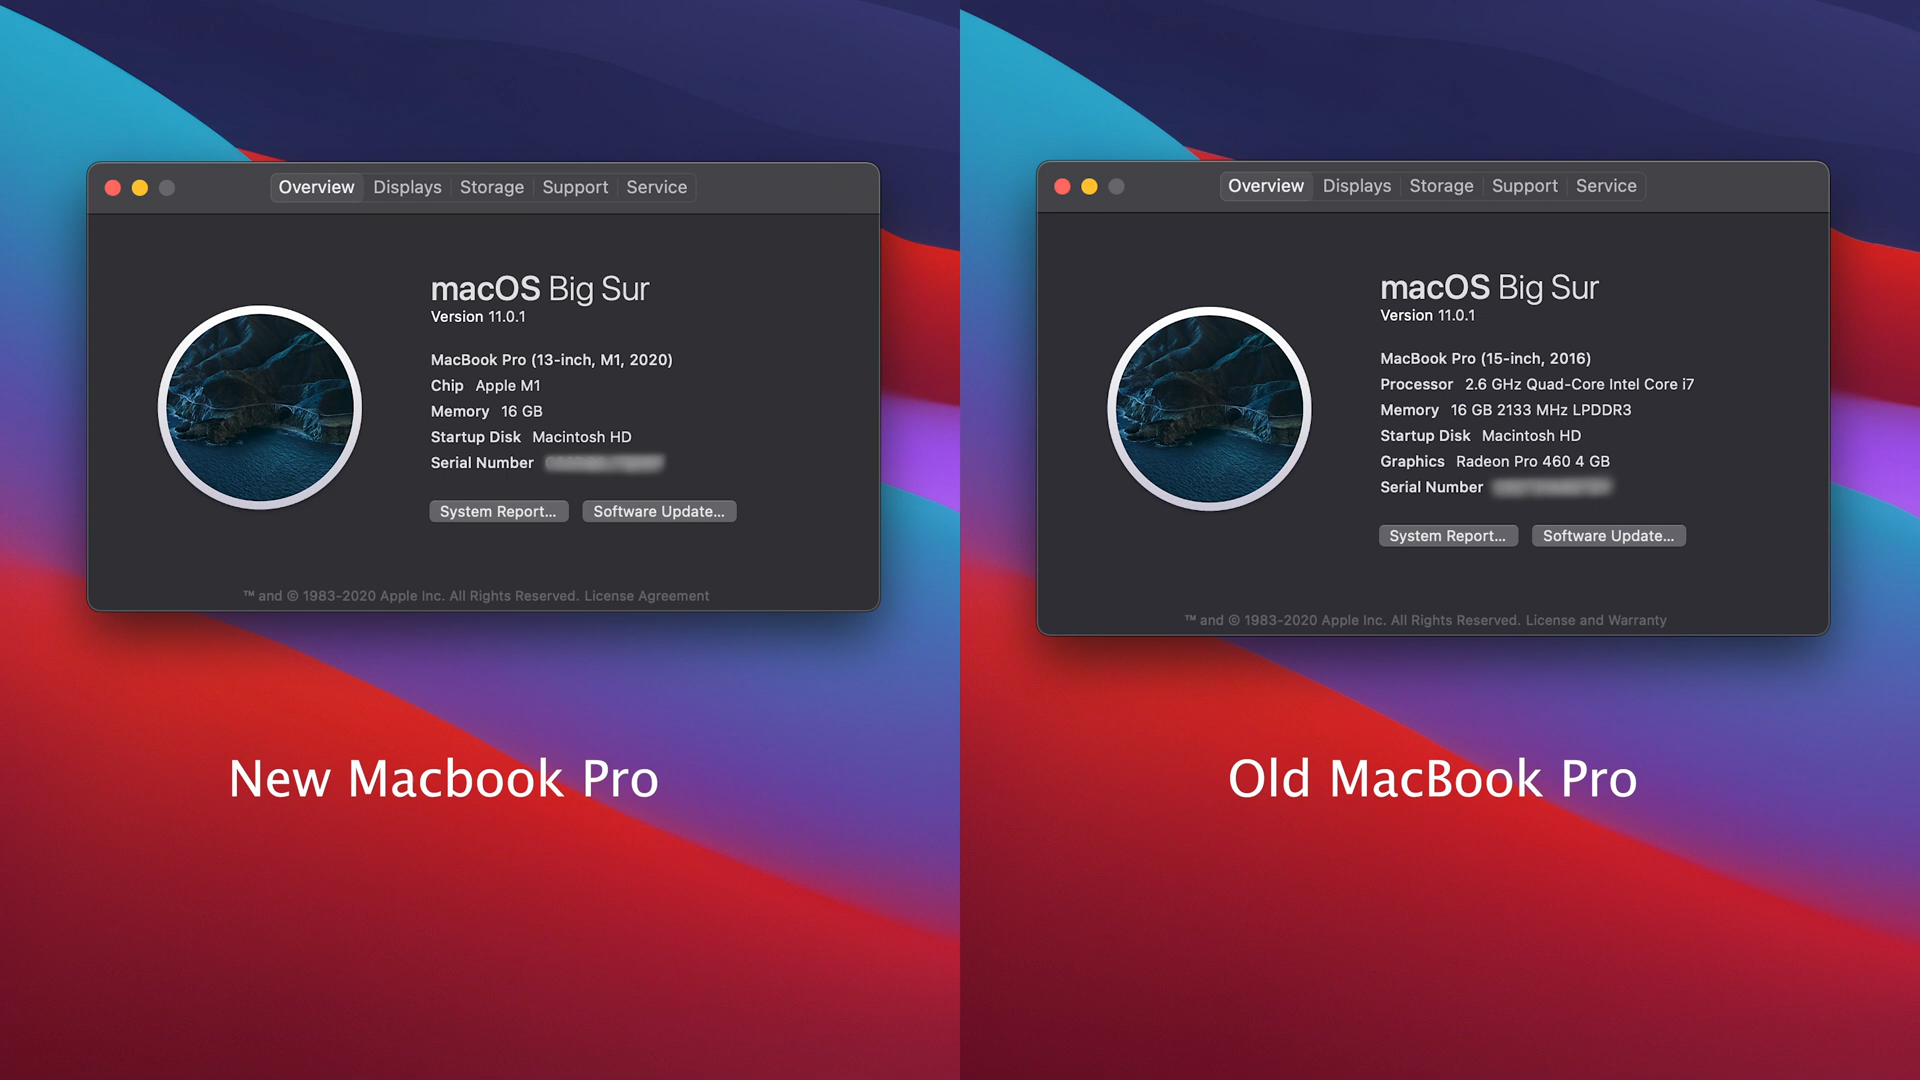 Overview Displays Storage Support Service
macOS Big Sur
Version 11.0.1
MacBook Pro (13-inch, M1, 2020)
Chip Apple M1
Memory 16 GB
Startup Disk Macintosh HD
Serial Number
System Report... Software Update...
™ and © 1983-2020 Apple Inc. All Rights Reserved. License Agreement
New Macbook Pro
Overview Displays Storage Support Service
macOS Big Sur
Version 11.0.1
MacBook Pro (15-inch, 2016)
Processor 2.6 GHz Quad-Core Intel Core i7
Memory 16 GB 2133 MHz LPDDR3
Startup Disk Macintosh HD
Graphics Radeon Pro 460 4 GB
Serial Number
System Report... Software Update...
™ and © 1983-2020 Apple Inc. All Rights Reserved. License and Warranty
Old MacBook Pro